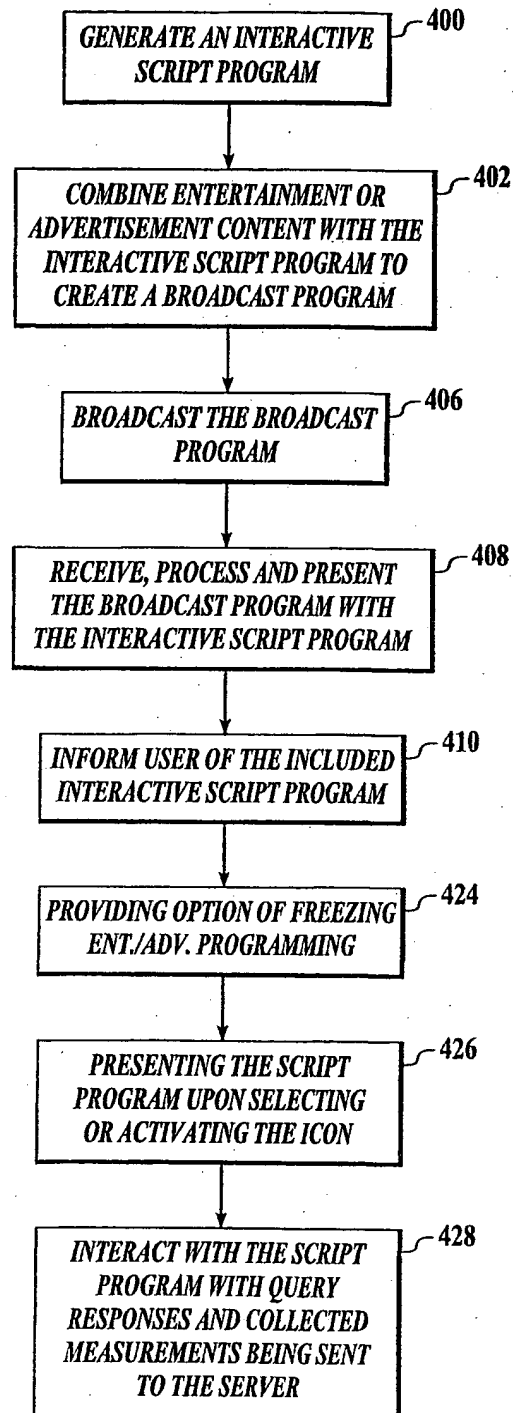 400
GENERATE AN INTERACTIVE
SCRIPT PROGRAM
402
COMBINE ENTERTAINMENT OR
ADVERTISEMENT CONTENT WITH THE
INTERACTIVE SCRIPT PROGRAM TO
CREATE A BROADCAST PROGRAM
406
BROADCAST THE BROADCAST
PROGRAM
408
RECEIVE, PROCESS AND PRESENT
THE BROADCAST PROGRAM WITH
THE INTERACTIVE SCRIPT PROGRAM
410
INFORM USER OF THE INCLUDED
INTERACTIVE SCRIPT PROGRAM
424
PROVIDING OPTION OF FREEZING
ENT./ADV. PROGRAMMING
426
PRESENTING THE SCRIPT
PROGRAM UPON SELECTING
OR ACTIVATING THE ICON
428
INTERACT WITH THE SCRIPT
PROGRAM WITH QUERY
RESPONSES AND COLLECTED
MEASUREMENTS BEING SENT
TO THE SERVER